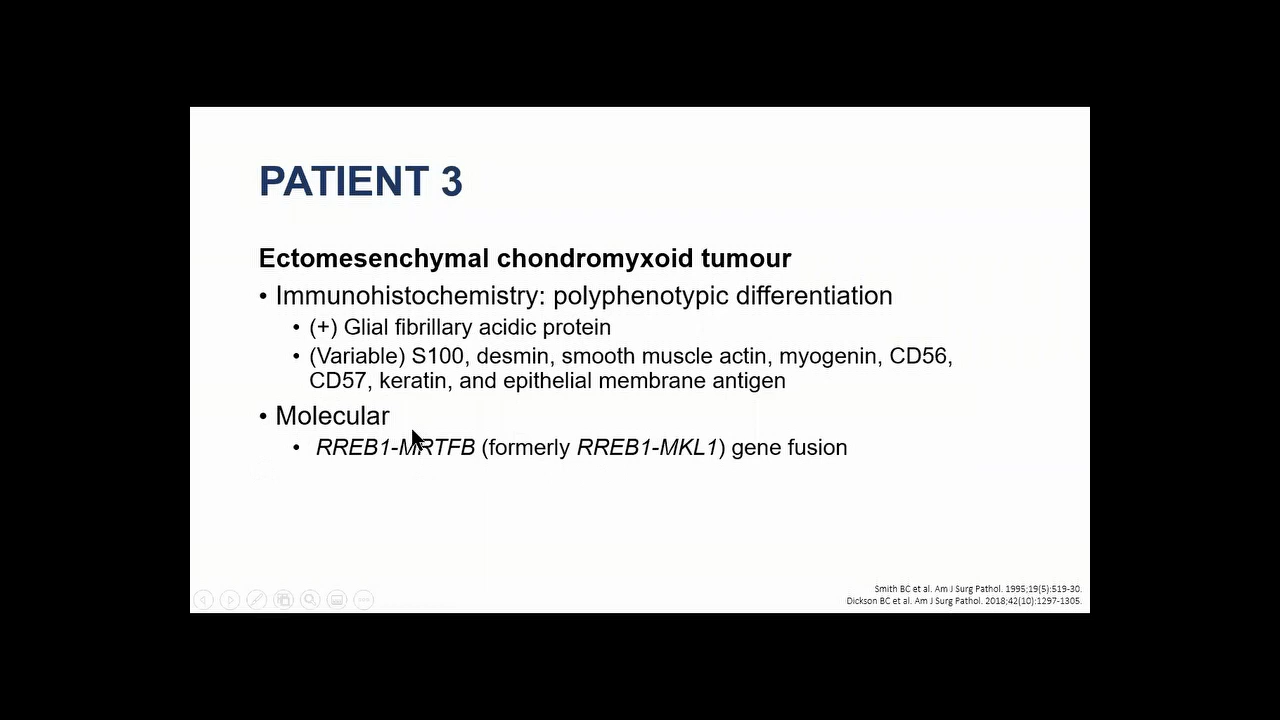 PATIENT 3
Ectomesenchymal chondromyxoid tumour
• Immunohistochemistry: polyphenotypic differentiation
• (+) Glial fibrillary acidic protein
• (Variable) S100, desmin, smooth muscle actin, myogenin, CD56,
CD57, keratin, and epithelial membrane antigen
• Molecular
• RREB1-MRTFB (formerly RREB1-MKL1) gene fusion
Smith BC et al. Am J Surg Pathol. 1995;19(5):519-30.
Dickson BC et al. Am J Surg Pathol. 2018;42(10):1297-1305.